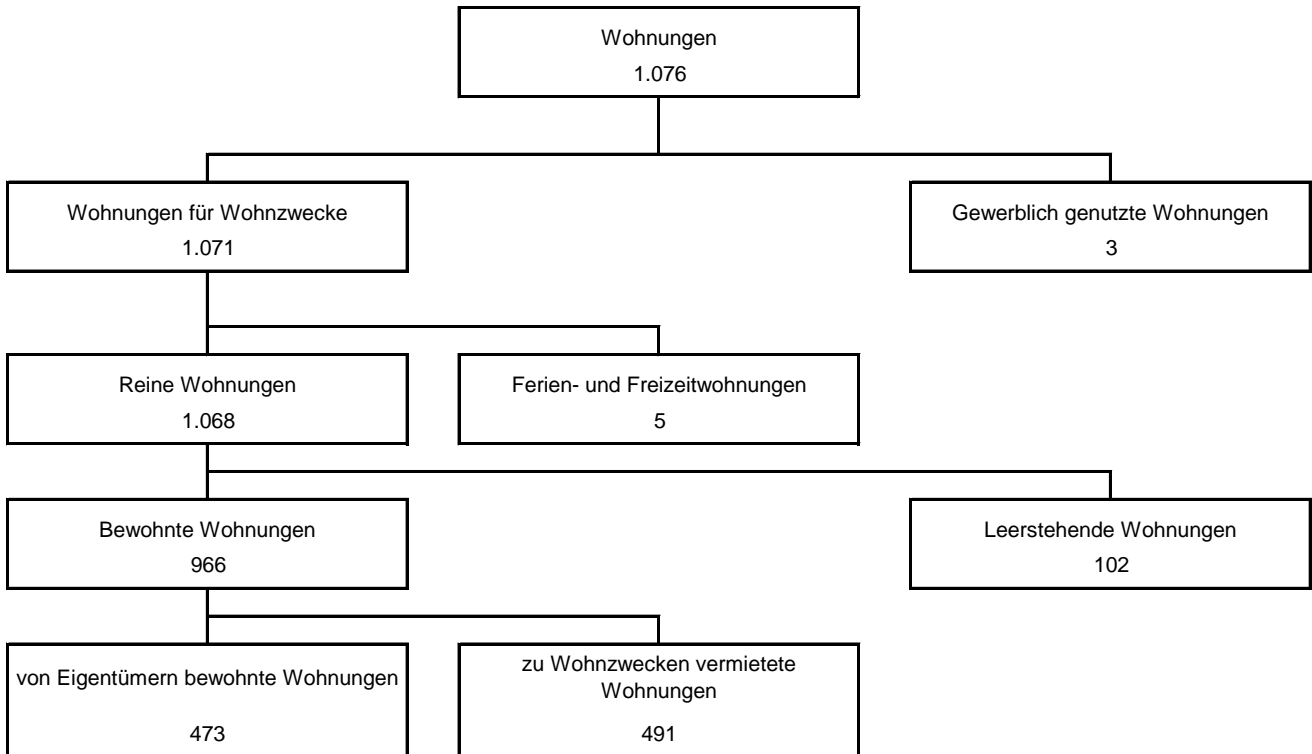 Wohnungen
1.076
Wohnungen für Wohnzwecke
1.071
Gewerblich genutzte Wohnungen
3
Reine Wohnungen
1.068
Ferien- und Freizeitwohnungen
5
Bewohnte Wohnungen
966
Leerstehende Wohnungen
102
von Eigentümern bewohnte Wohnungen
473
zu Wohnzwecken vermietete
Wohnungen
491